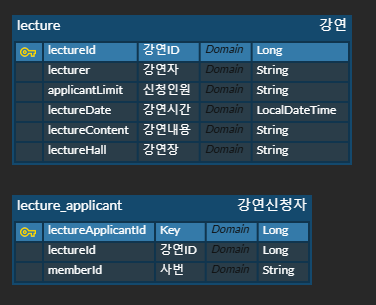 lecture 강연
lectureId 강연ID Domain Long
lecturer 강연자 Domain String
applicantLimit 신청인원 Domain String
lectureDate 강연시간 Domain LocalDateTime
lectureContent 강연내용 Domain String
lectureHall 강연장 Domain String
lecture_applicant 강연신청자
lectureApplicantId Key Domain Long
lectureId 강연ID Domain Long
memberId 사번 Domain String